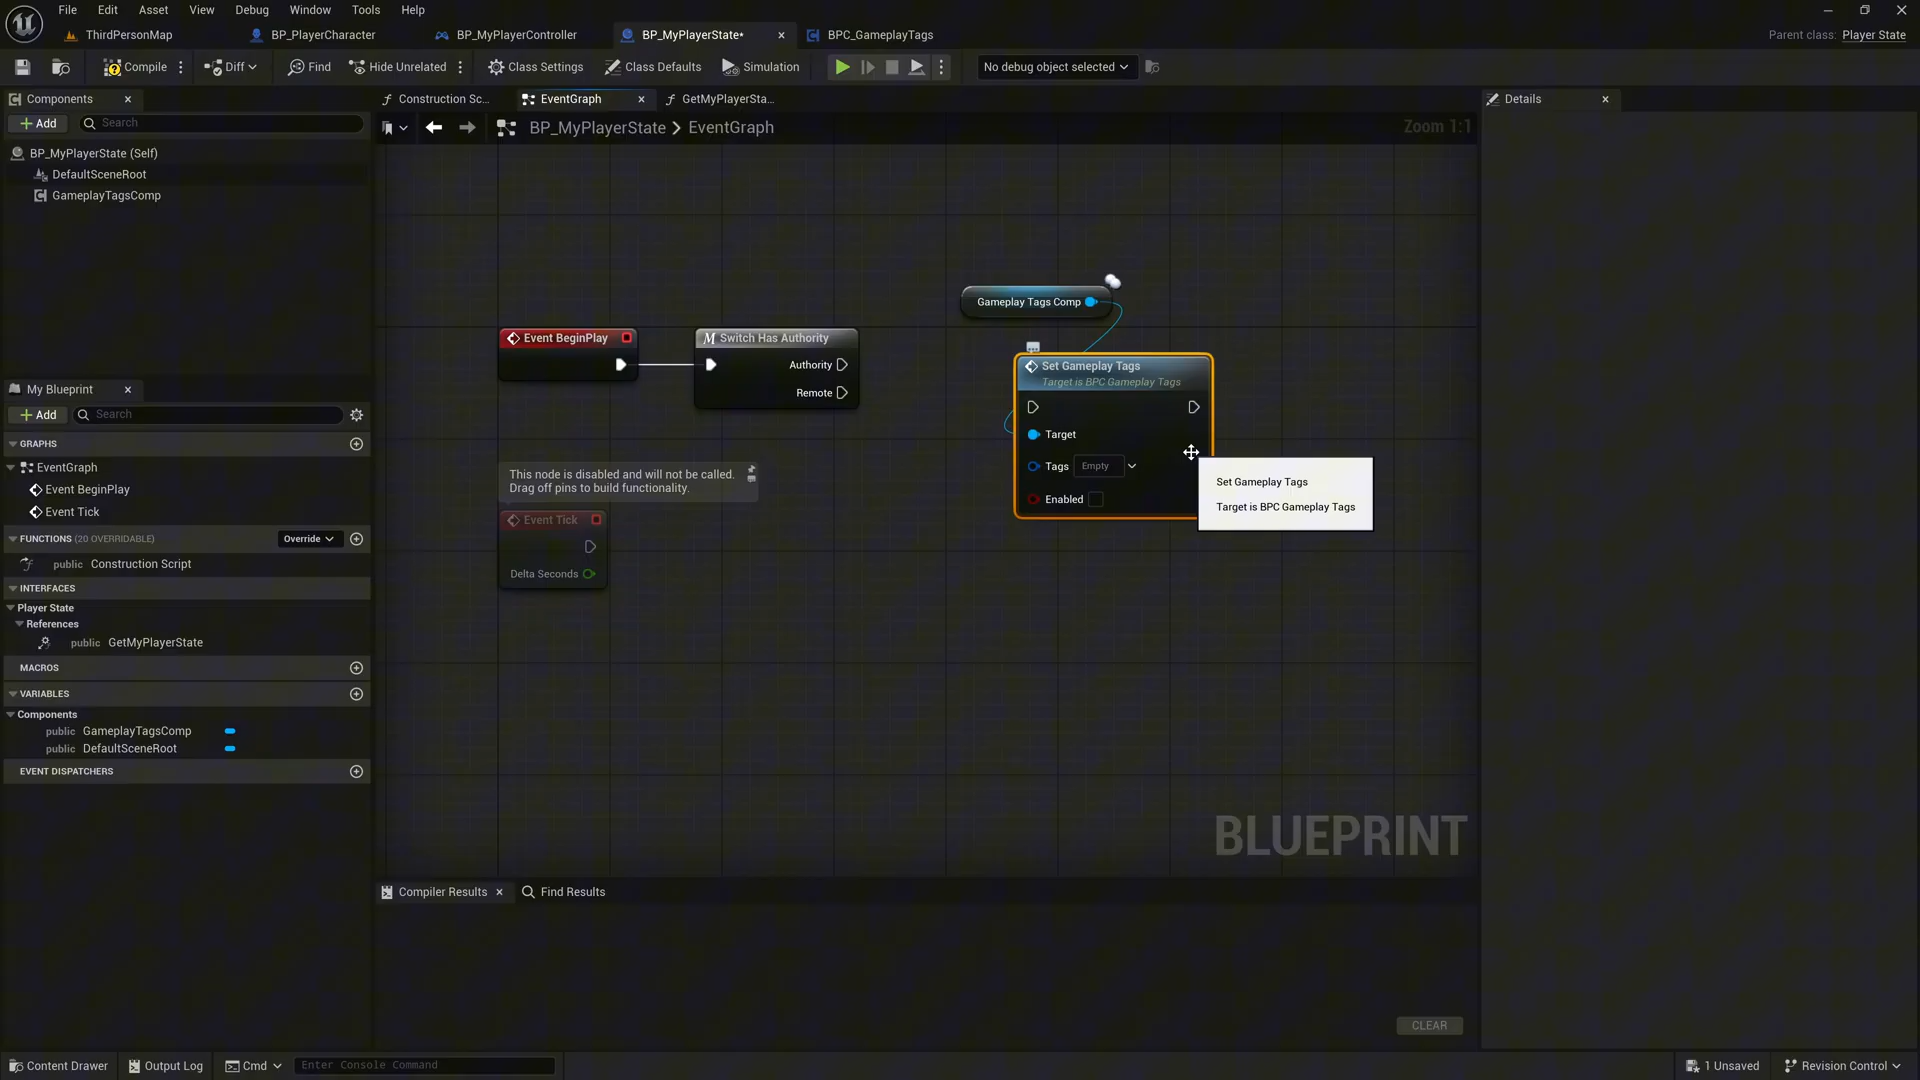 File Edit Asset View Debug Window Tools Help
ThirdPersonMap BP_PlayerCharacter BP_MyPlayerController BP_MyPlayerState* BPC_GameplayTags Parent class: Player State
Compile Diff Find Hide Unrelated Class Settings Class Defaults Simulation No debug object selected
Components
Construction Sc... EventGraph GetMyPlayerSta...
Details
Add Search
BP_MyPlayerState > EventGraph Zoom 1:1
BP_MyPlayerState (Self)
DefaultSceneRoot
GameplayTagsComp
Gameplay Tags Comp
Event BeginPlay
Switch Has Authority
Authority
Remote
Set Gameplay Tags
Target is BPC Gameplay Tags
Target
Tags Empty
Enabled
Set Gameplay Tags
Target is BPC Gameplay Tags
This node is disabled and will not be called.
Drag off pins to build functionality.
Event Tick
Delta Seconds
My Blueprint
Add Search
GRAPHS
EventGraph
Event BeginPlay
Event Tick
FUNCTIONS (20 OVERRIDABLE) Override
public Construction Script
INTERFACES
Player State
References
public GetMyPlayerState
MACROS
VARIABLES
Components
public GameplayTagsComp
public DefaultSceneRoot
EVENT DISPATCHERS
BLUEPRINT
Compiler Results Find Results
CLEAR
Content Drawer Output Log Cmd Enter Console Command 1 Unsaved Revision Control